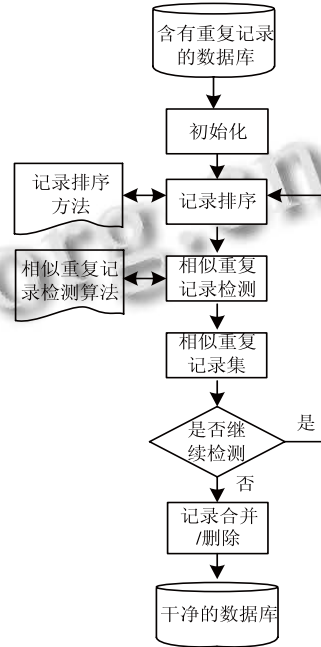 含有重复记录
的数据库
初始化
记录排序
方法
记录排序
相似重复记
录检测算法
相似重复
记录检测
相似重复
记录集
是否继
续检测
是
否
记录合并
/删除
干净的数据库